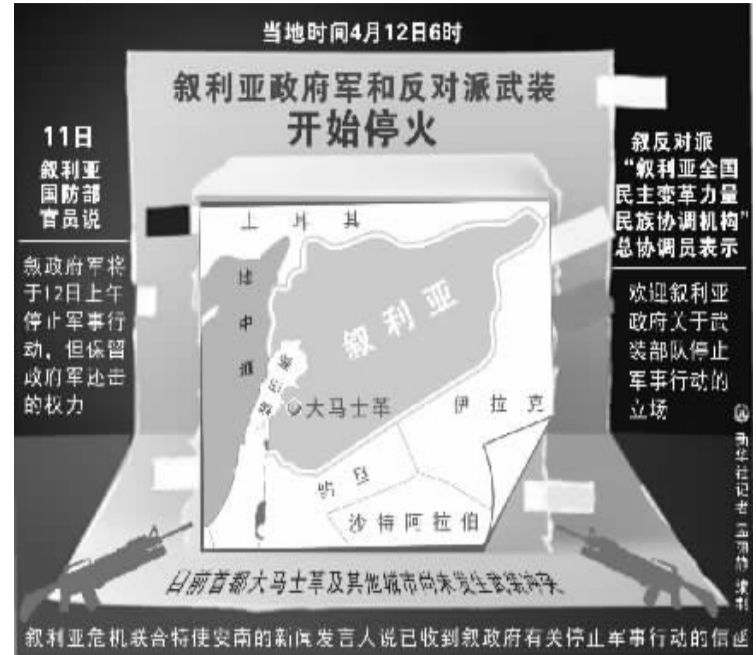 当地时间4月12日6时
叙利亚政府军和反对派武装
开始停火
11日
叙利亚
国防部
官员说
叙政府军将
于12日上午
停止军事行
动，但保留
政府军还击
的权力
叙反对派
“叙利亚全国
民主变革力量
民族协调机构”
总协调员表示
欢迎叙利亚
政府关于武
装部队停止
军事行动的
立场
土耳其
地中海
叙利亚
黎巴嫩
大马士革
伊拉克
约旦
沙特阿拉伯
目前首都大马士革及其他城市尚未发生武装冲突
叙利亚危机联合特使安南的新闻发言人说已收到叙政府有关停止军事行动的信函
新华社记者 编制